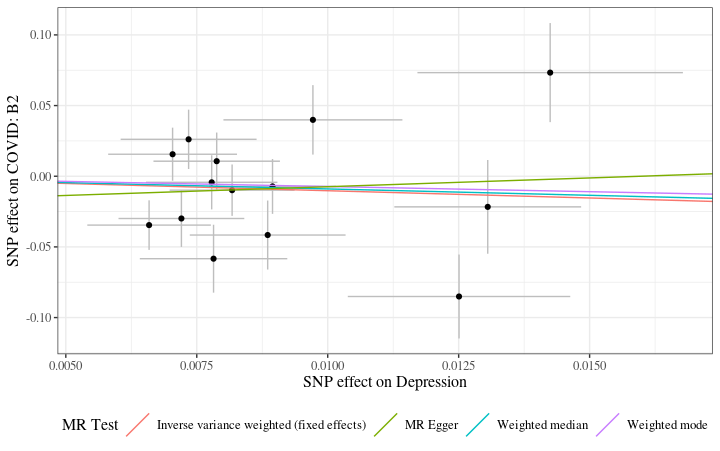 0.10
0.05
0.00
-0.05
-0.10
SNP effect on COVID: B2
0.0050 0.0075 0.0100 0.0125 0.0150
SNP effect on Depression
MR Test Inverse variance weighted (fixed effects) MR Egger Weighted median Weighted mode